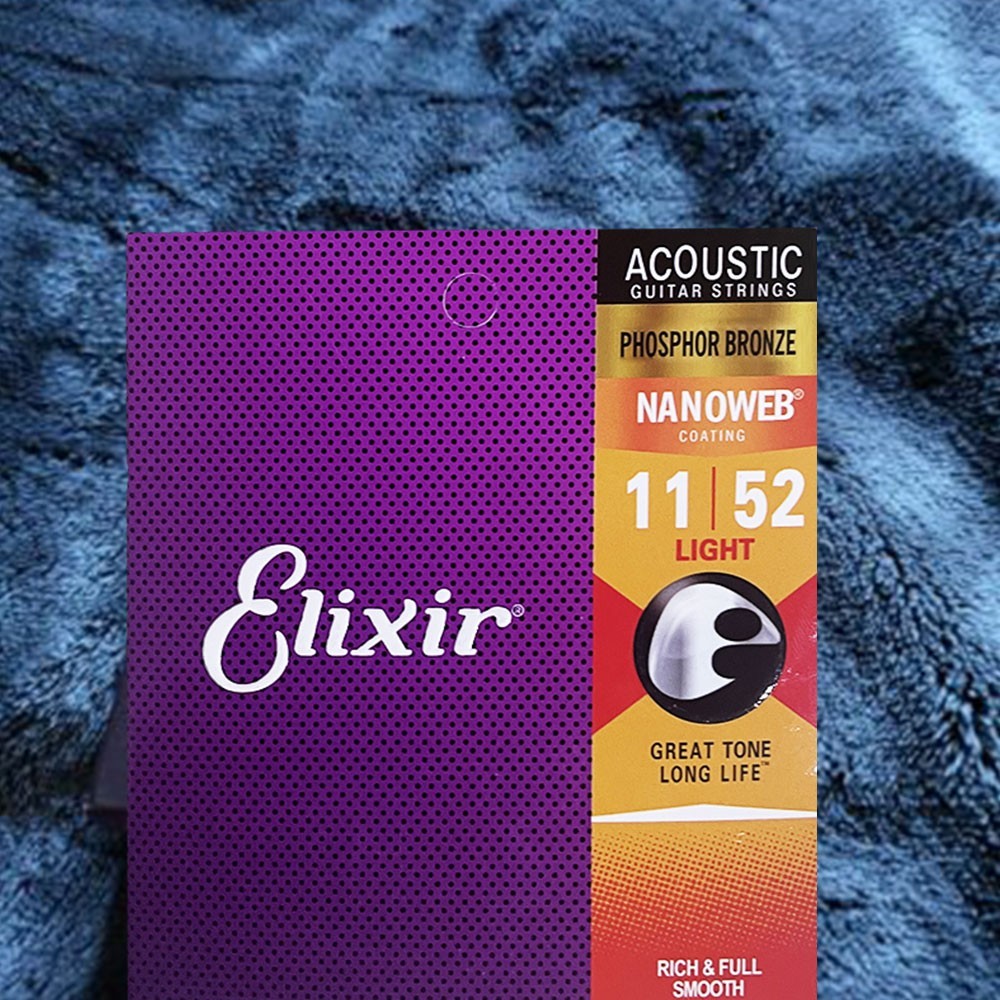 ACOUSTIC
GUITAR STRINGS
PHOSPHOR BRONZE
NANOWEB®
COATING
11 | 52
LIGHT
Elixir®
GREAT TONE
LONG LIFE™
RICH & FULL
SMOOTH